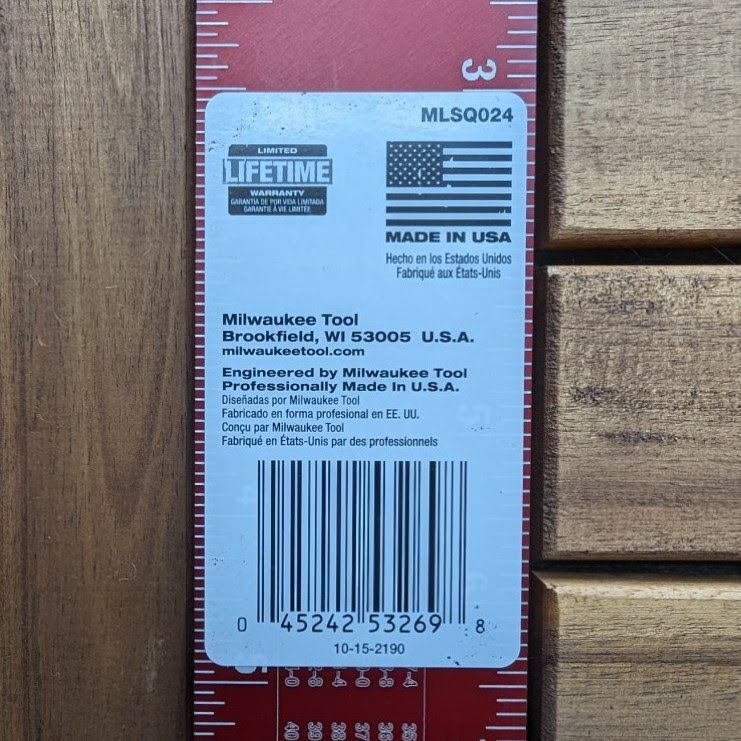 3
MLSQ024
LIMITED
LIFETIME
WARRANTY
GARANTÍA DE POR VIDA LIMITADA
GARANTIE À VIE LIMITÉE
MADE IN USA
Hecho en los Estados Unidos
Fabriqué aux États-Unis
Milwaukee Tool
Brookfield, WI 53005 U.S.A.
milwaukeetool.com
Engineered by Milwaukee Tool
Professionally Made In U.S.A.
Diseñadas por Milwaukee Tool
Fabricado en forma profesional en EE. UU.
Conçu par Milwaukee Tool
Fabriqué en États-Unis par des professionnels
0 45242 53269 8
10-15-2190
40 39 38 37 36 35